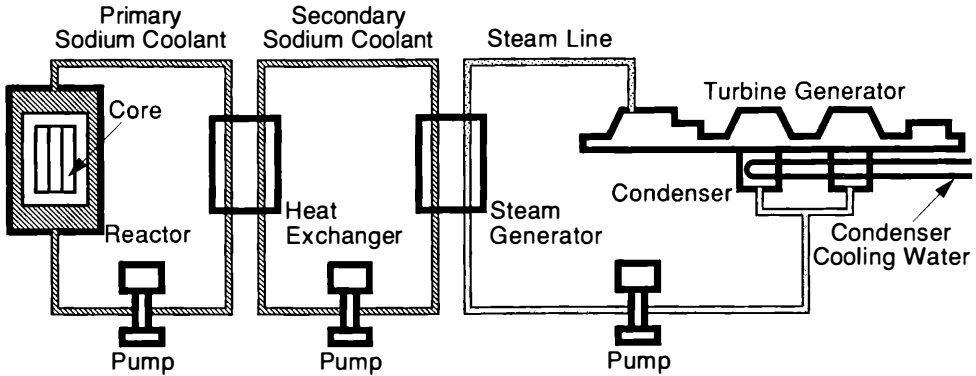 Primary
Sodium Coolant
Secondary
Sodium Coolant
Steam Line
Turbine Generator
Core
Reactor
Heat
Exchanger
Steam
Generator
Condenser
Condenser
Cooling Water
Pump
Pump
Pump